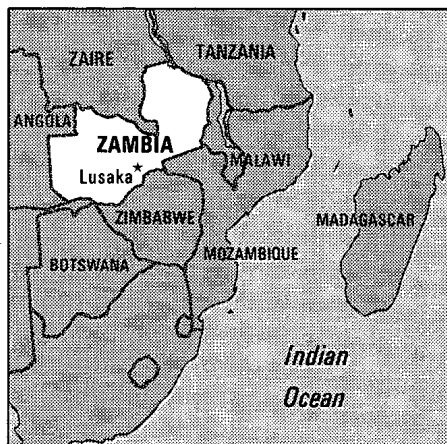 ZAIRE
TANZANIA
ANGOLA
ZAMBIA
Lusaka
MALAWI
ZIMBABWE
MADAGASCAR
MOZAMBIQUE
BOTSWANA
Indian
Ocean